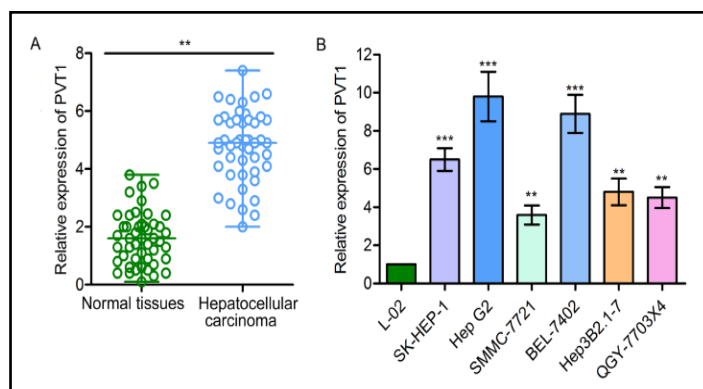 A
**
Relative expression of PVT1
8
6
4
2
0
Normal tissues
Hepatocellular
carcinoma
B
Relative expression of PVT1
12
10
8
6
4
2
0
***
***
**
***
**
**
L-02
SK-HEP-1
Hep G2
SMMC-7721
BEL-7402
Hep3B2.1-7
QGY-7703X4